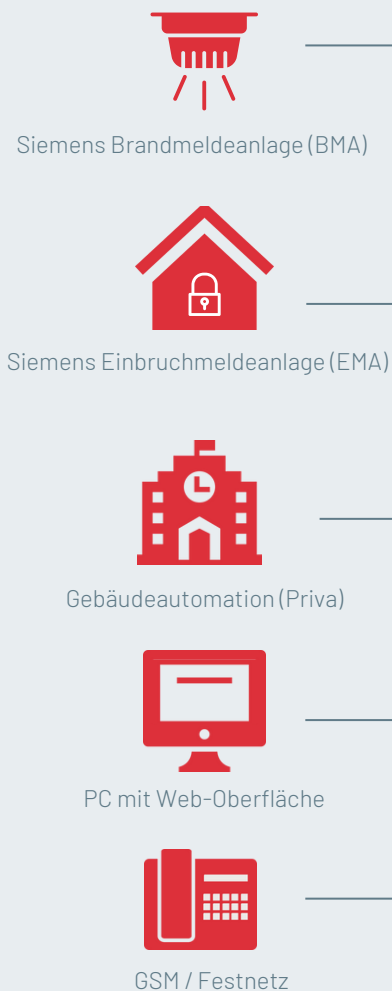 Siemens Brandmeldeanlage (BMA)
Siemens Einbruchmeldeanlage (EMA)
Gebäudeautomation (Priva)
PC mit Web-Oberfläche
GSM / Festnetz